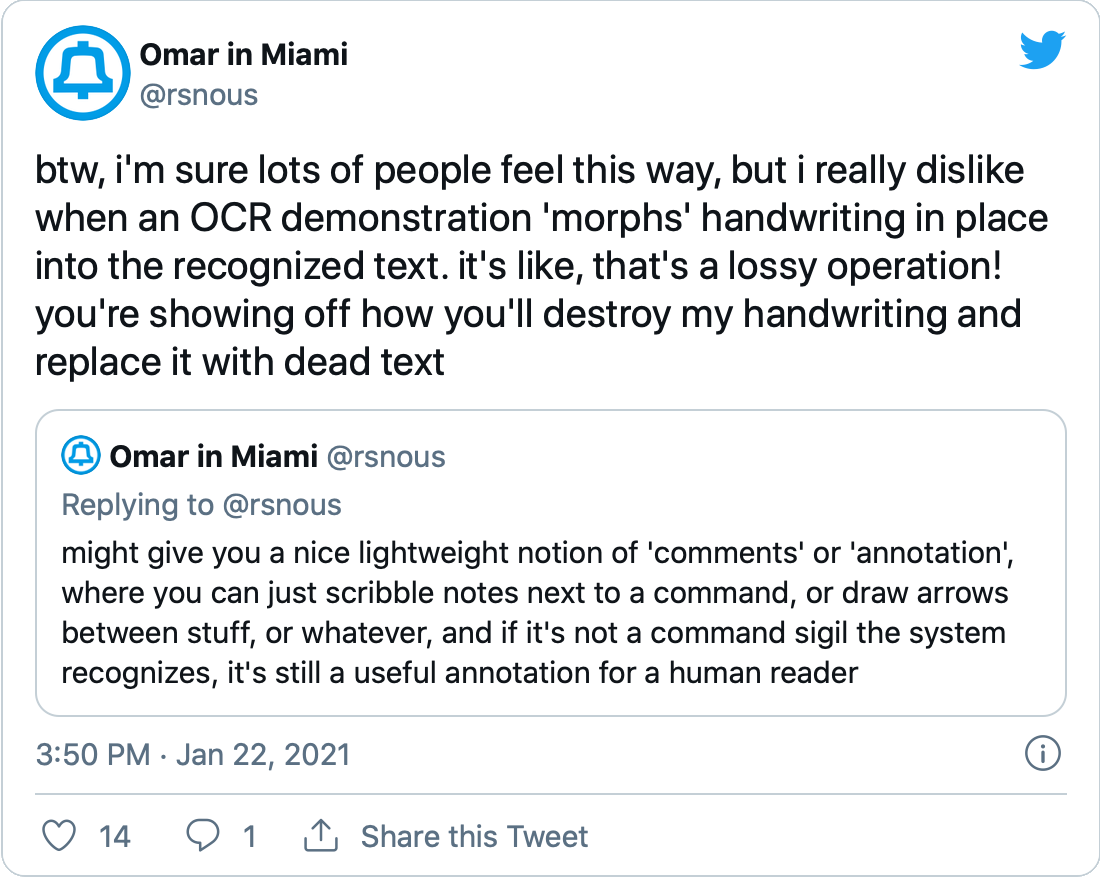 Omar in Miami
@rsnous
btw, i'm sure lots of people feel this way, but i really dislike
when an OCR demonstration 'morphs' handwriting in place
into the recognized text. it's like, that's a lossy operation!
you're showing off how you'll destroy my handwriting and
replace it with dead text
Omar in Miami @rsnous
Replying to @rsnous
might give you a nice lightweight notion of 'comments' or 'annotation',
where you can just scribble notes next to a command, or draw arrows
between stuff, or whatever, and if it's not a command sigil the system
recognizes, it's still a useful annotation for a human reader
3:50 PM · Jan 22, 2021
14 1 Share this Tweet